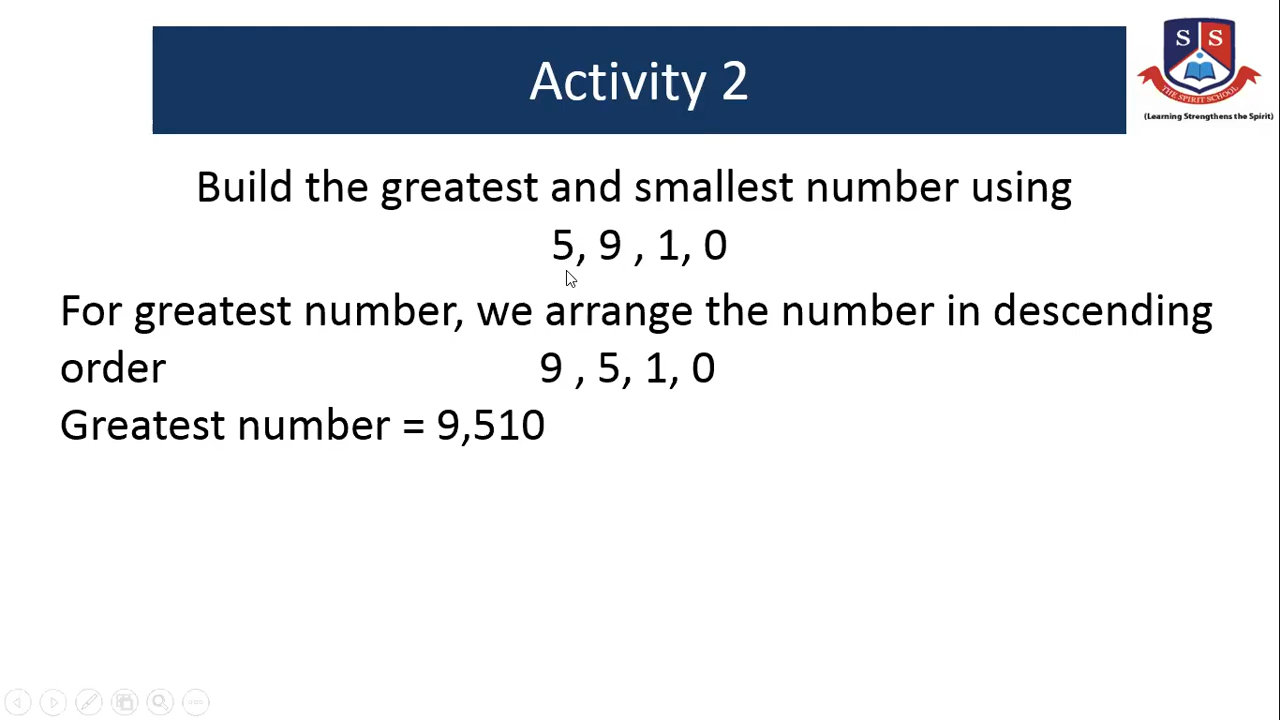 Activity 2
S S
THE SPIRIT SCHOOL
(Learning Strengthens the Spirit)
Build the greatest and smallest number using
5, 9 , 1, 0
For greatest number, we arrange the number in descending
order 9 , 5, 1, 0
Greatest number = 9,510